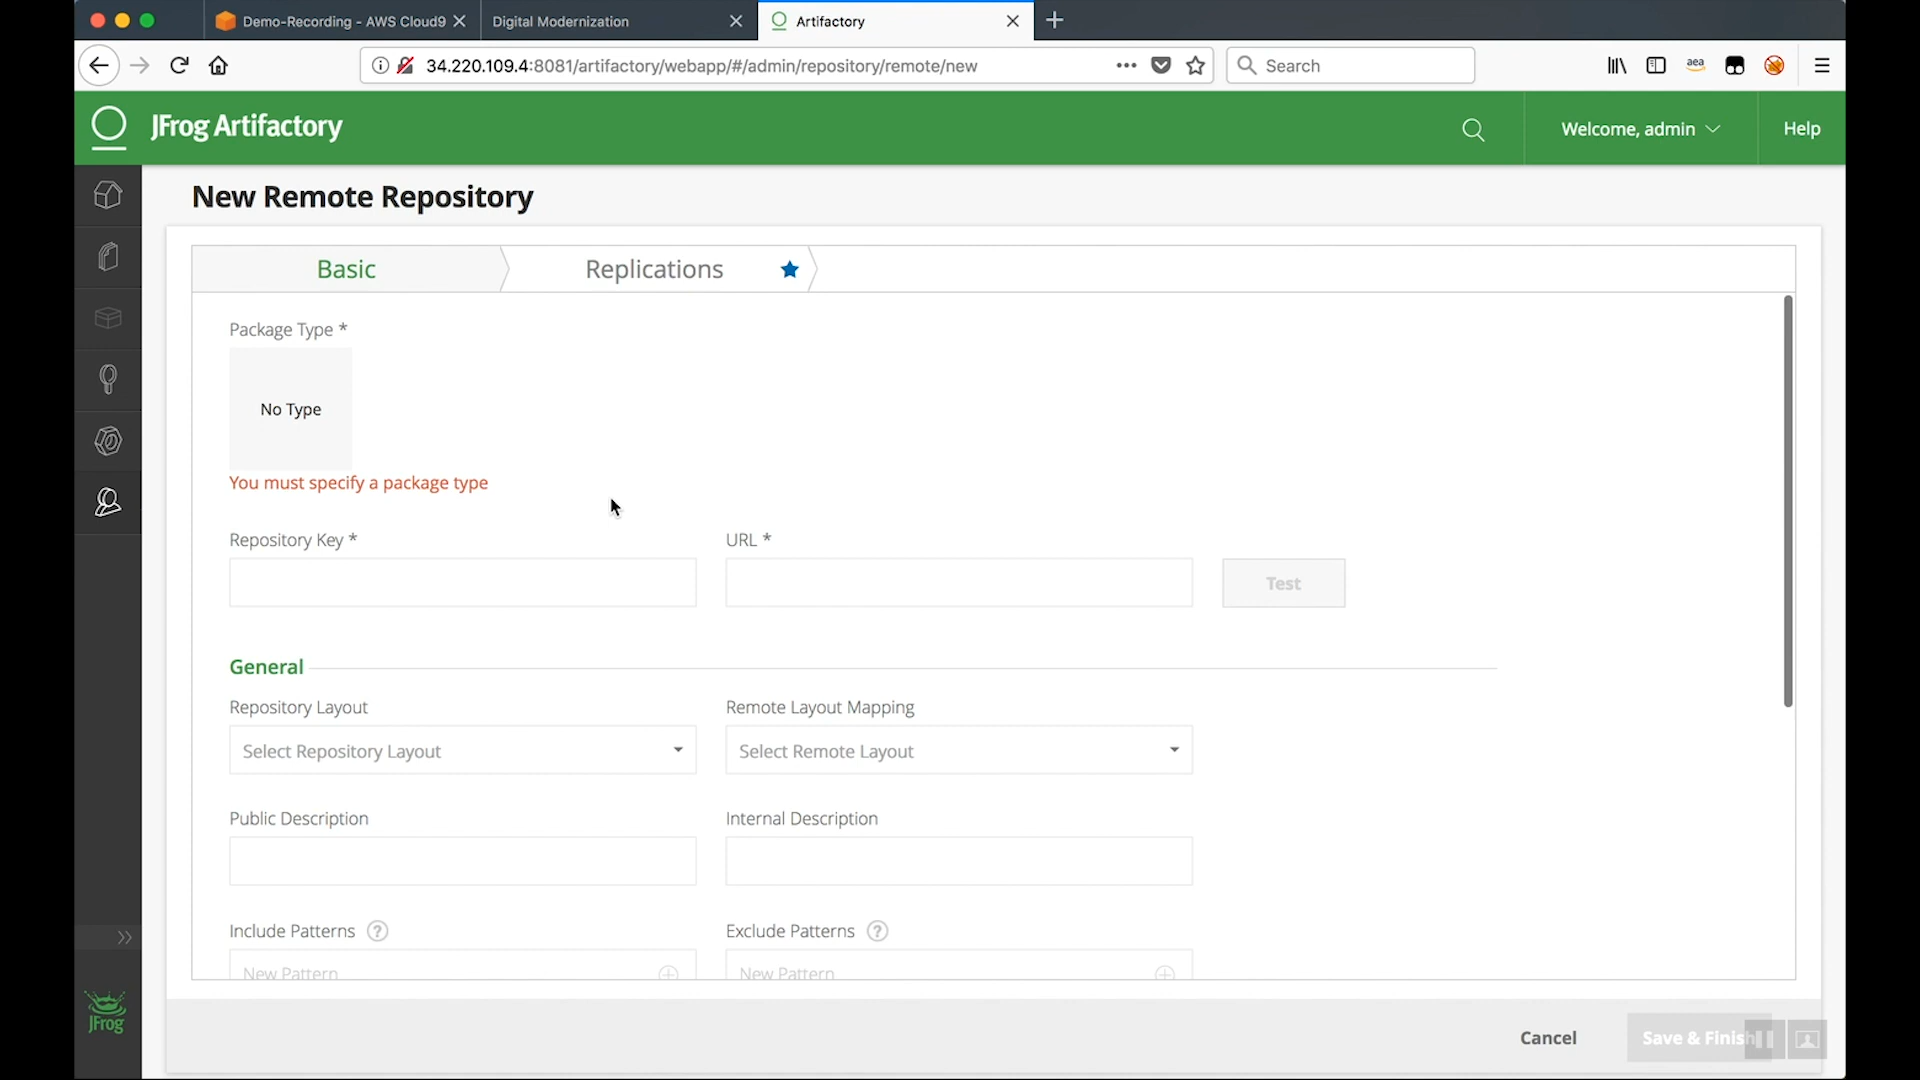 Demo-Recording - AWS Cloud9
Digital Modernization
Artifactory
34.220.109.4:8081/artifactory/webapp/#/admin/repository/remote/new
Search
aea
JFrog Artifactory
Welcome, admin
Help
New Remote Repository
Basic
Replications
Package Type *
No Type
You must specify a package type
Repository Key *
URL *
Test
General
Repository Layout
Remote Layout Mapping
Select Repository Layout
Select Remote Layout
Public Description
Internal Description
Include Patterns ?
Exclude Patterns ?
New Pattern
New Pattern
JFrog
Cancel
Save & Finish